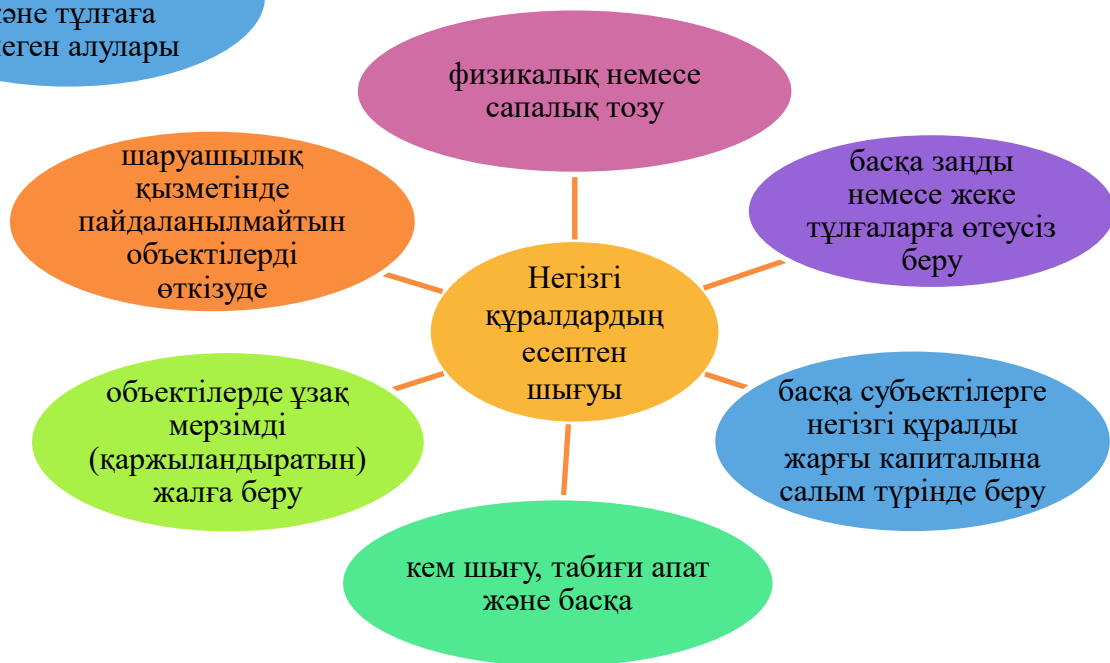 және тұлғаға
алулары
физикалық немесе
сапалық тозу
шаруашылық
қызметінде
пайдаланылмайтын
объектілерді
өткізуде
басқа заңды
немесе жеке
тұлғаларға өтеусіз
беру
Негізгі
құралдардың
есептен
шығуы
объектілерде ұзақ
мерзімді
(қаржыландыратын)
жалға беру
басқа субъектілерге
негізгі құралды
жарғы капиталына
салым түрінде беру
кем шығу, табиғи апат
және басқа